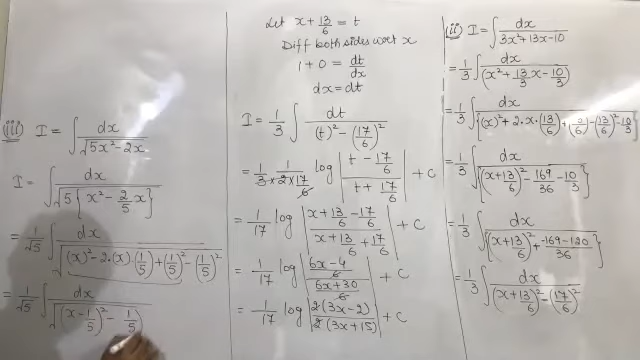 (ii) I = ∫ dx / 3x²+13x-10
= 1/3 ∫ dx / (x² + 13/3 x - 10/3)
= 1/3 ∫ dx / {(x)² + 2·x·(13/6) + (13/6)² - (13/6)² - 10/3}
= 1/3 ∫ dx / {(x+13/6)² - 169/36 - 10/3}
= 1/3 ∫ dx / {(x+13/6)² + -169-120/36}
= 1/3 ∫ dx / (x+13/6)² - (17/6)²
Let x + 13/6 = t
Diff both sides wrt x
1 + 0 = dt/dx
dx = dt
I = 1/3 ∫ dt / (t)² - (17/6)²
= 1/3 × 1/2×17/6 log | t - 17/6 / t + 17/6 | + C
= 1/17 log | x + 13/6 - 17/6 / x + 13/6 + 17/6 | + C
= 1/17 log | 6x-4/6 / 6x+30/6 | + C
= 1/17 log | 2(3x-2) / 2(3x+15) | + C
(iii) I = ∫ dx / √5x²-2x
I = ∫ dx / √5{x² - 2/5 x}
= 1/√5 ∫ dx / √(x)² - 2·(x)·(1/5) + (1/5)² - (1/5)²
= 1/√5 ∫ dx / √(x - 1/5)² - (1/5)